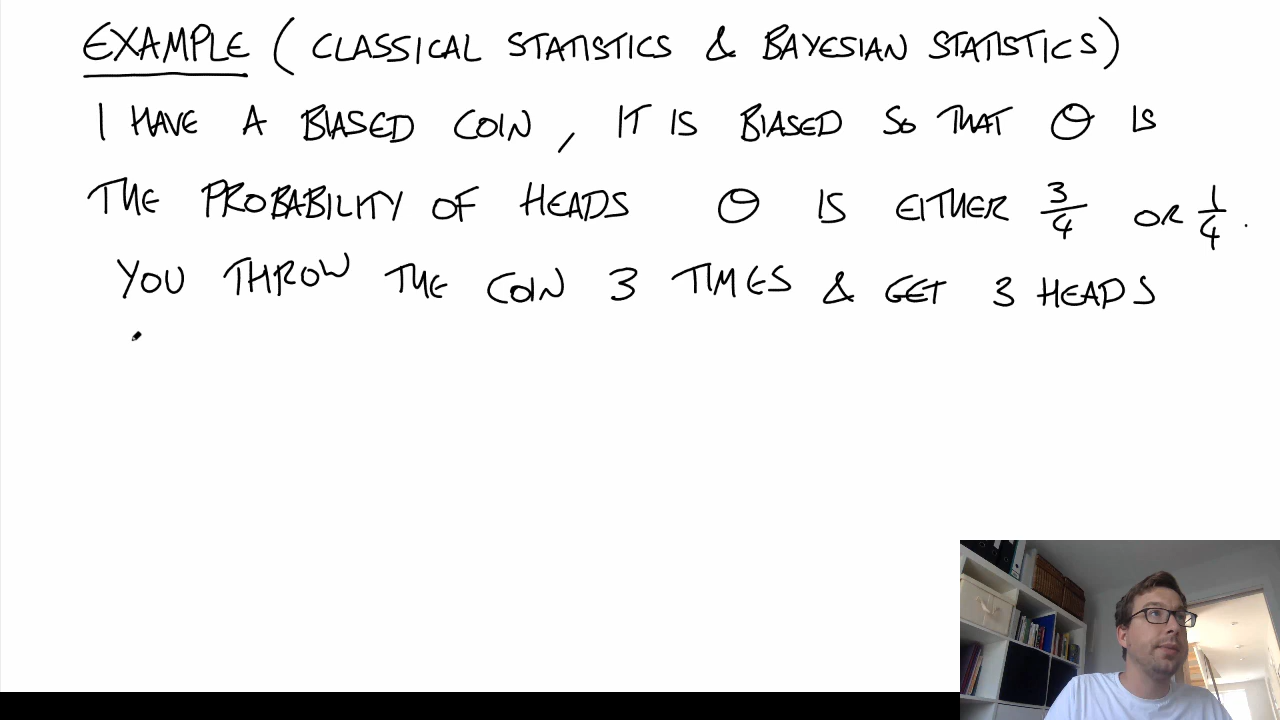 EXAMPLE ( CLASSICAL STATISTICS & BAYESIAN STATISTICS)
I HAVE A BIASED COIN , IT IS BIASED SO THAT Θ IS
THE PROBABILITY OF HEADS Θ IS EITHER 3/4 OR 1/4 .
YOU THROW THE COIN 3 TIMES & GET 3 HEADS